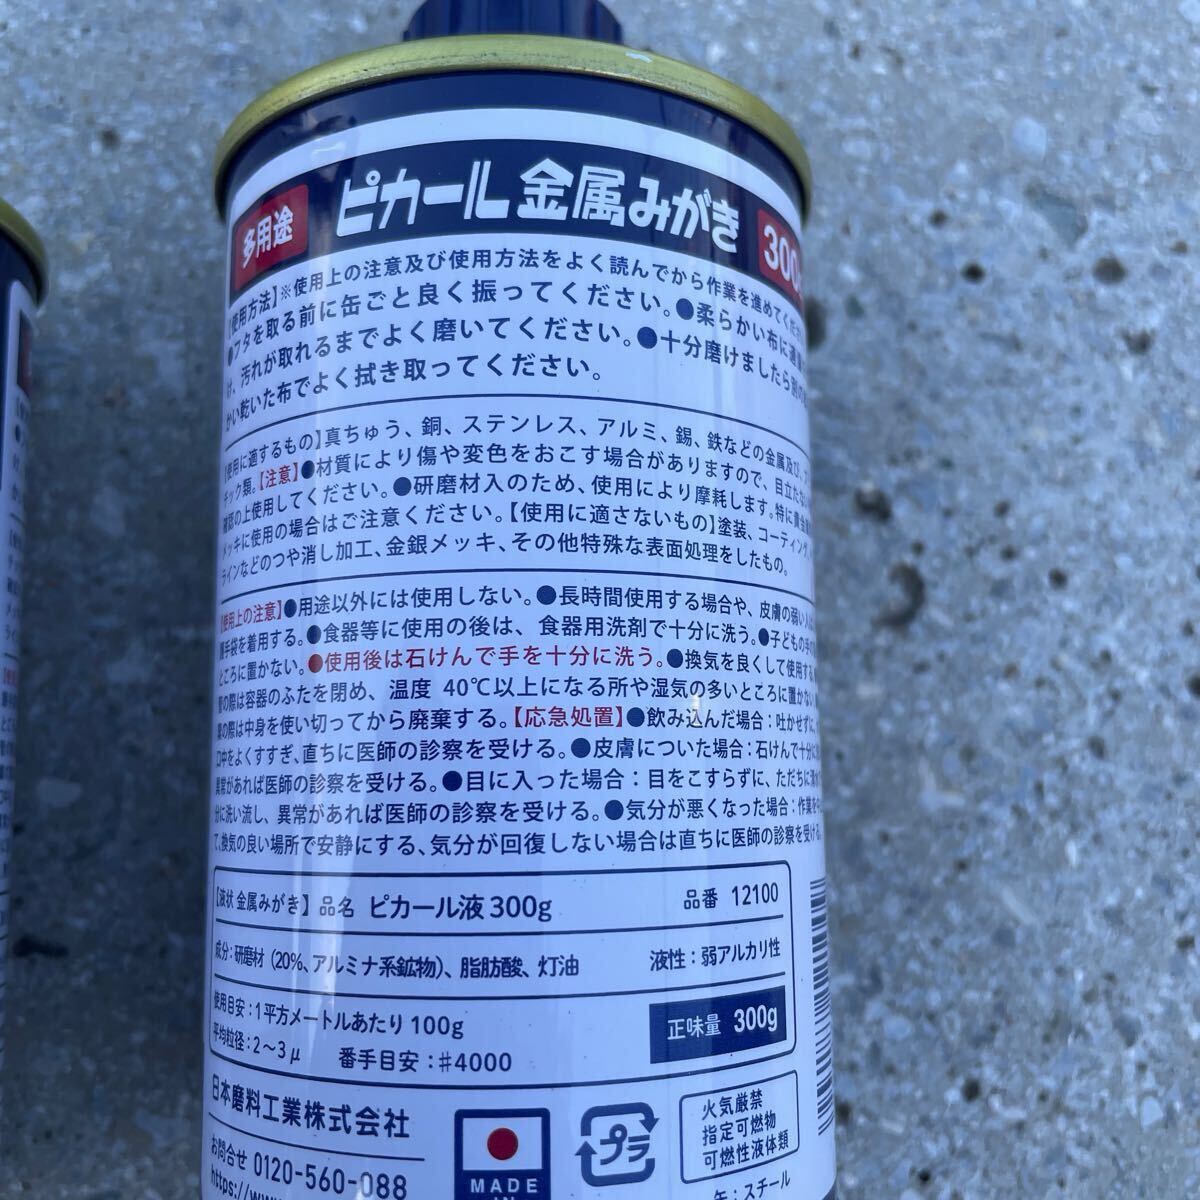 多用途 ピカール 金属みがき 300
【使用方法】※使用上の注意及び使用方法をよく読んでから作業を進めてくだ
●フタを取る前に缶ごと良く振ってください。●柔らかい布に適
け、汚れが取れるまでよく磨いてください。●十分磨けましたら別の
かい乾いた布でよく拭き取ってください。
【使用に適するもの】真ちゅう、銅、ステンレス、アルミ、錫、鉄などの金属及び、プ
チック類。【注意】●材質により傷や変色をおこす場合がありますので、目立たな
確認の上使用してください。●研磨材入のため、使用により摩耗します。特に貴金
メッキに使用の場合はご注意ください。【使用に適さないもの】塗装、コーティング、
ラインなどのつや消し加工、金銀メッキ、その他特殊な表面処理をしたもの。
【使用上の注意】●用途以外には使用しない。●長時間使用する場合や、皮膚の弱い人
護手袋を着用する。●食器等に使用の後は、食器用洗剤で十分に洗う。●子どもの手
ところに置かない。●使用後は石けんで手を十分に洗う。●換気を良くして使用する
管の際は容器のふたを閉め、温度 40℃以上になる所や湿気の多いところに置かない
棄の際は中身を使い切ってから廃棄する。【応急処置】●飲み込んだ場合：吐かせずに、
口中をよくすすぎ、直ちに医師の診察を受ける。●皮膚についた場合：石けんで十分に
異常があれば医師の診察を受ける。●目に入った場合：目をこすらずに、ただちに
分に洗い流し、異常があれば医師の診察を受ける。●気分が悪くなった場合：作業を
て、換気の良い場所で安静にする、気分が回復しない場合は直ちに医師の診察を受ける。
【液状 金属みがき】 品名 ピカール液 300g 品番 12100
成分：研磨材（20%、アルミナ系鉱物）、脂肪酸、灯油 液性：弱アルカリ性
使用目安：1平方メートルあたり 100g
平均粒径：2〜3μ 番手目安：#4000
正味量 300g
日本磨料工業株式会社
お問合せ 0120-560-088
https://ww
MADE
IN
プラ
火気厳禁
指定可燃物
可燃性液体類
缶：スチール